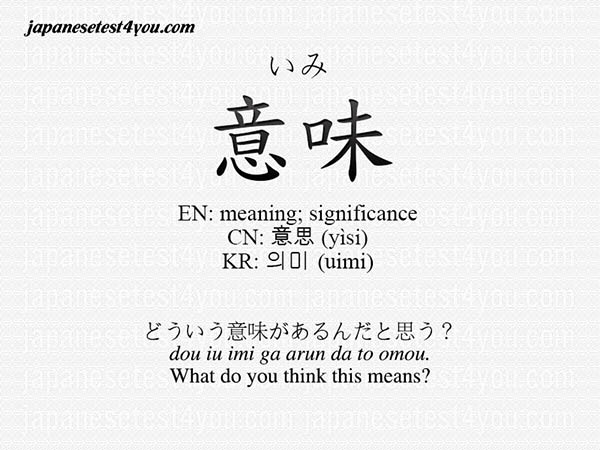 japanesetest4you.com
いみ
意味
EN: meaning; significance
CN: 意思 (yìsi)
KR: 의미 (uimi)
どういう意味があるんだと思う？
dou iu imi ga arun da to omou.
What do you think this means?